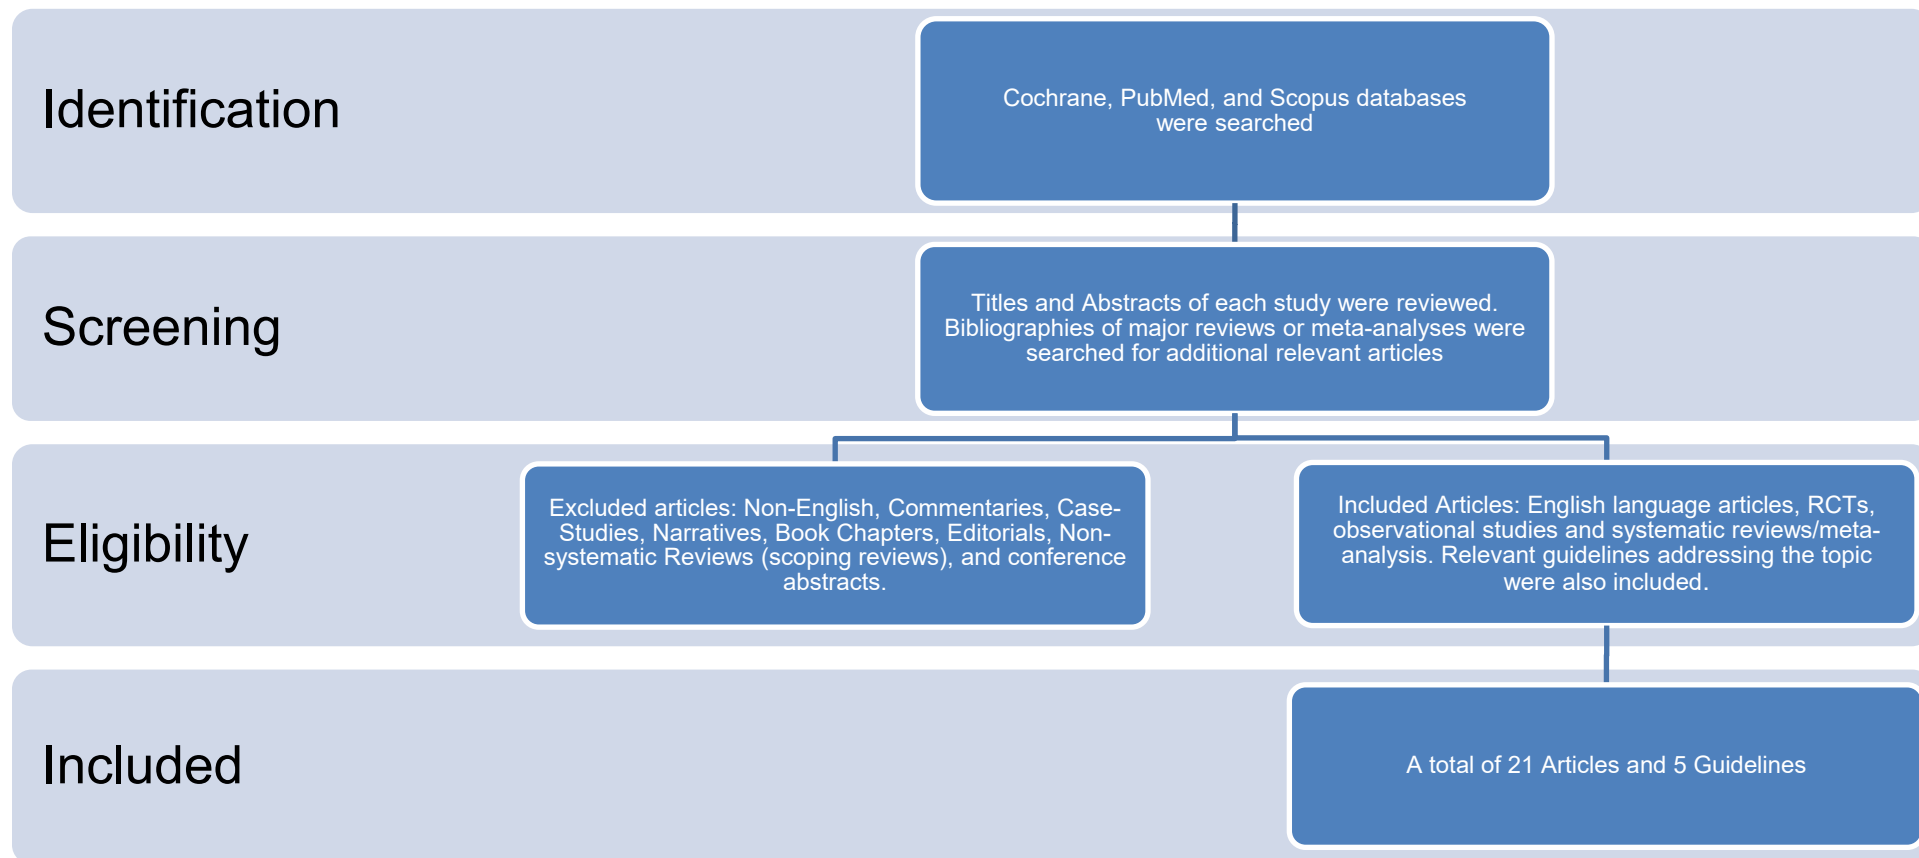 Identification
Cochrane, PubMed, and Scopus databases
were searched
Screening
Titles and Abstracts of each study were reviewed.
Bibliographies of major reviews or meta-analyses were
searched for additional relevant articles
Eligibility
Excluded articles: Non-English, Commentaries, Case-
Studies, Narratives, Book Chapters, Editorials, Non-
systematic Reviews (scoping reviews), and conference
abstracts.
Included Articles: English language articles, RCTs,
observational studies and systematic reviews/meta-
analysis. Relevant guidelines addressing the topic
were also included.
Included
A total of 21 Articles and 5 Guidelines